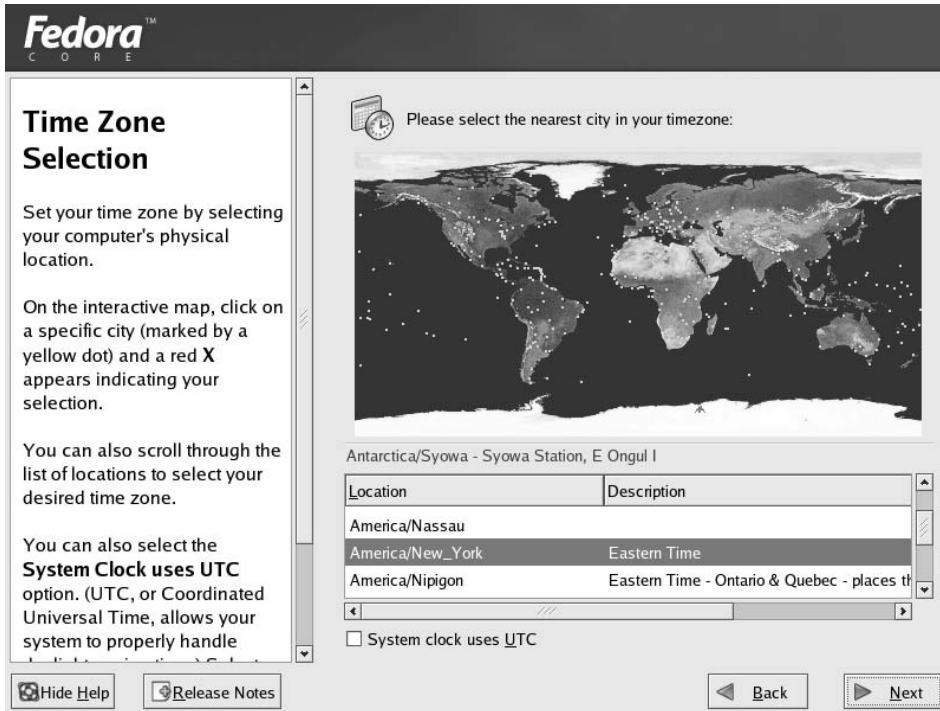 Fedora™
CORE
Time Zone
Selection
Set your time zone by selecting
your computer's physical
location.
On the interactive map, click on
a specific city (marked by a
yellow dot) and a red X
appears indicating your
selection.
You can also scroll through the
list of locations to select your
desired time zone.
You can also select the
System Clock uses UTC
option. (UTC, or Coordinated
Universal Time, allows your
system to properly handle
Please select the nearest city in your timezone:
Antarctica/Syowa - Syowa Station, E Ongul I
Location Description
America/Nassau
America/New_York Eastern Time
America/Nipigon Eastern Time - Ontario & Quebec - places
System clock uses UTC
Hide Help
Release Notes
Back
Next